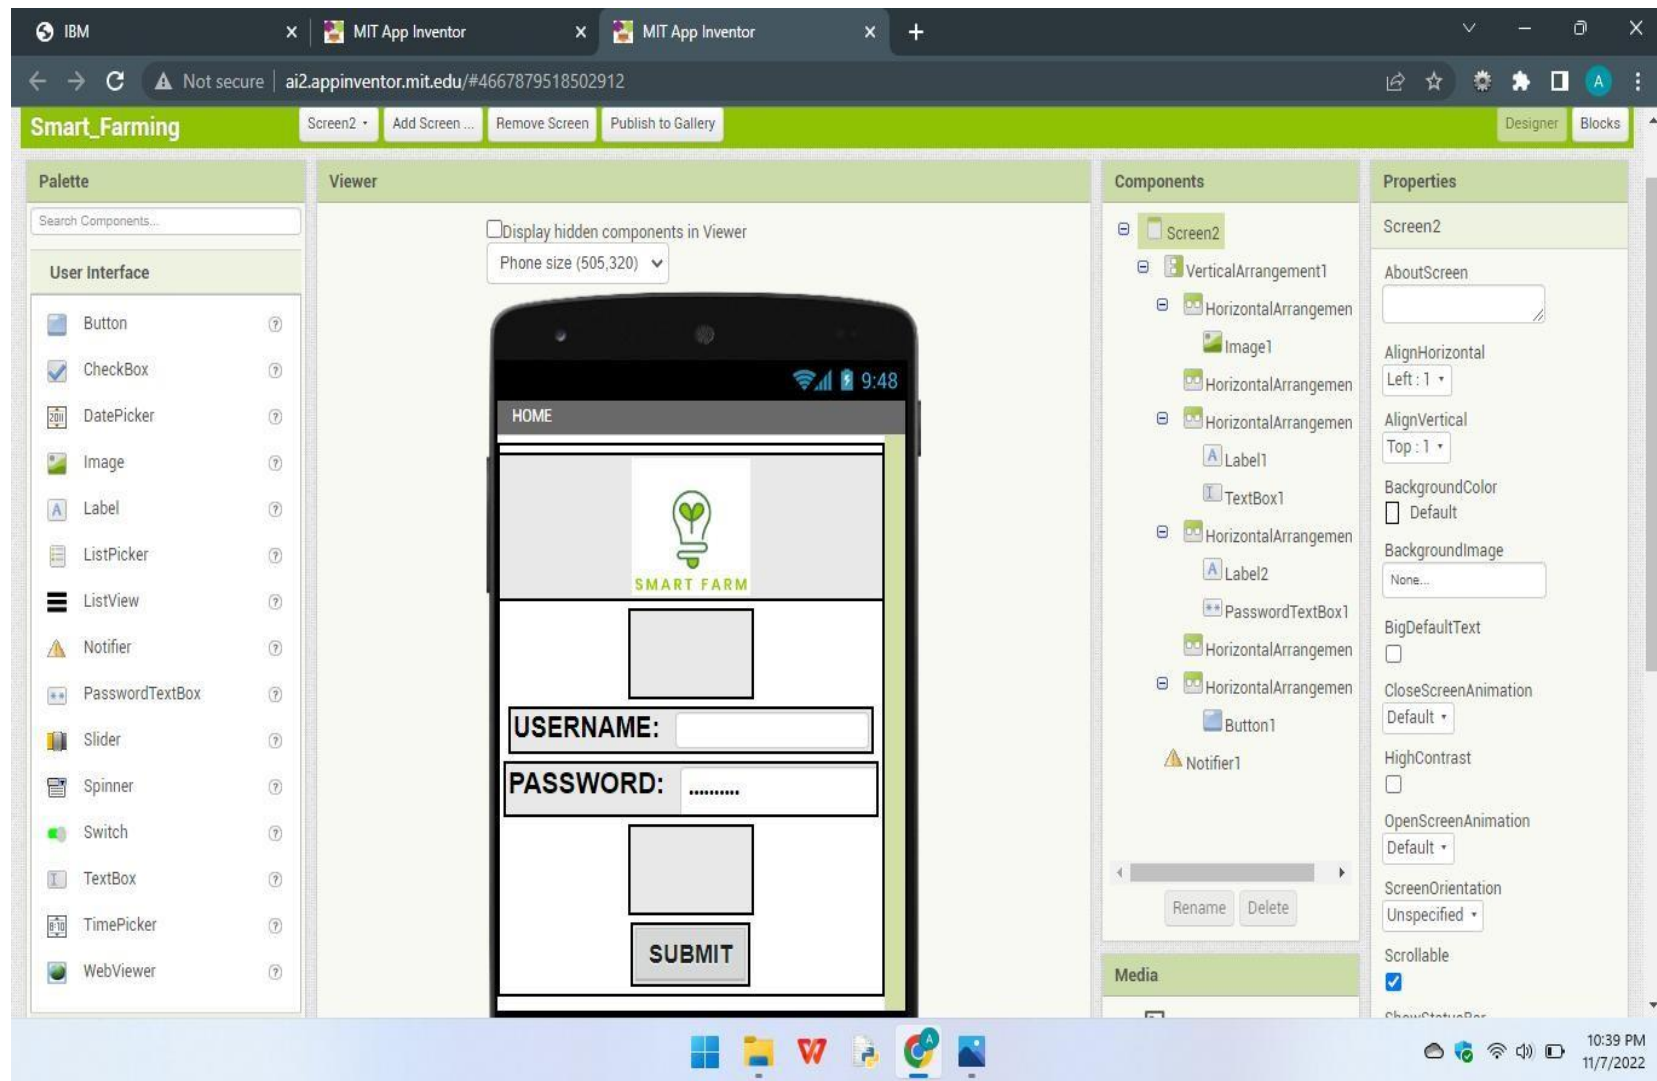 IBM
MIT App Inventor
MIT App Inventor
Not secure
ai2.appinventor.mit.edu/#4667879518502912
A
Smart_Farming
Screen2
Add Screen ...
Remove Screen
Publish to Gallery
Designer
Blocks
Palette
Search Components...
User Interface
Button
CheckBox
DatePicker
Image
Label
ListPicker
ListView
Notifier
PasswordTextBox
Slider
Spinner
Switch
TextBox
TimePicker
WebViewer
Viewer
Display hidden components in Viewer
Phone size (505,320)
9:48
HOME
SMART FARM
USERNAME:
PASSWORD:
SUBMIT
Components
Screen2
VerticalArrangement1
HorizontalArrangemen
Image1
HorizontalArrangemen
HorizontalArrangemen
Label1
TextBox1
HorizontalArrangemen
Label2
PasswordTextBox1
HorizontalArrangemen
HorizontalArrangemen
Button1
Notifier1
Rename
Delete
Media
Properties
Screen2
AboutScreen
AlignHorizontal
Left : 1
AlignVertical
Top : 1
BackgroundColor
Default
BackgroundImage
None...
BigDefaultText
CloseScreenAnimation
Default
HighContrast
OpenScreenAnimation
Default
ScreenOrientation
Unspecified
Scrollable
ShowStatusBar
10:39 PM
11/7/2022